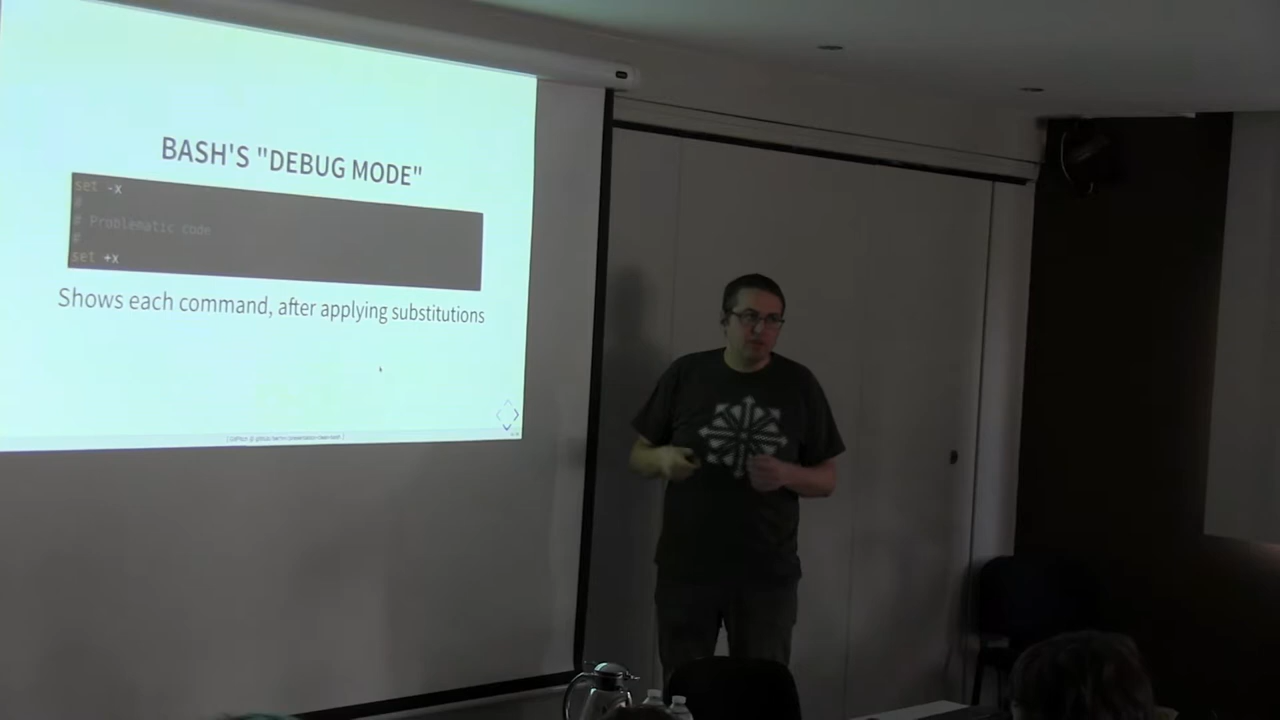 BASH'S "DEBUG MODE"
set -x
#
# Problematic code
#
set +x
Shows each command, after applying substitutions